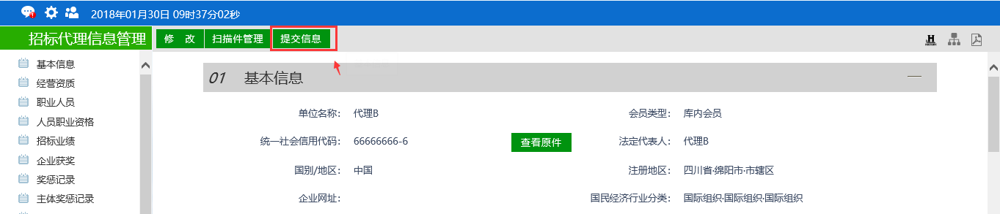 2018年01月30日 09时37分02秒
招标代理信息管理
修 改 扫描件管理 提交信息
H
HISTORY
基本信息
经营资质
职业人员
人员职业资格
招标业绩
企业获奖
奖惩记录
主体奖惩记录
01 基本信息
单位名称： 代理B 会员类型： 库内会员
统一社会信用代码： 66666666-6 查看原件 法定代表人： 代理B
国别/地区： 中国 注册地区： 四川省·绵阳市·市辖区
企业网址： 国民经济行业分类： 国际组织·国际组织·国际组织